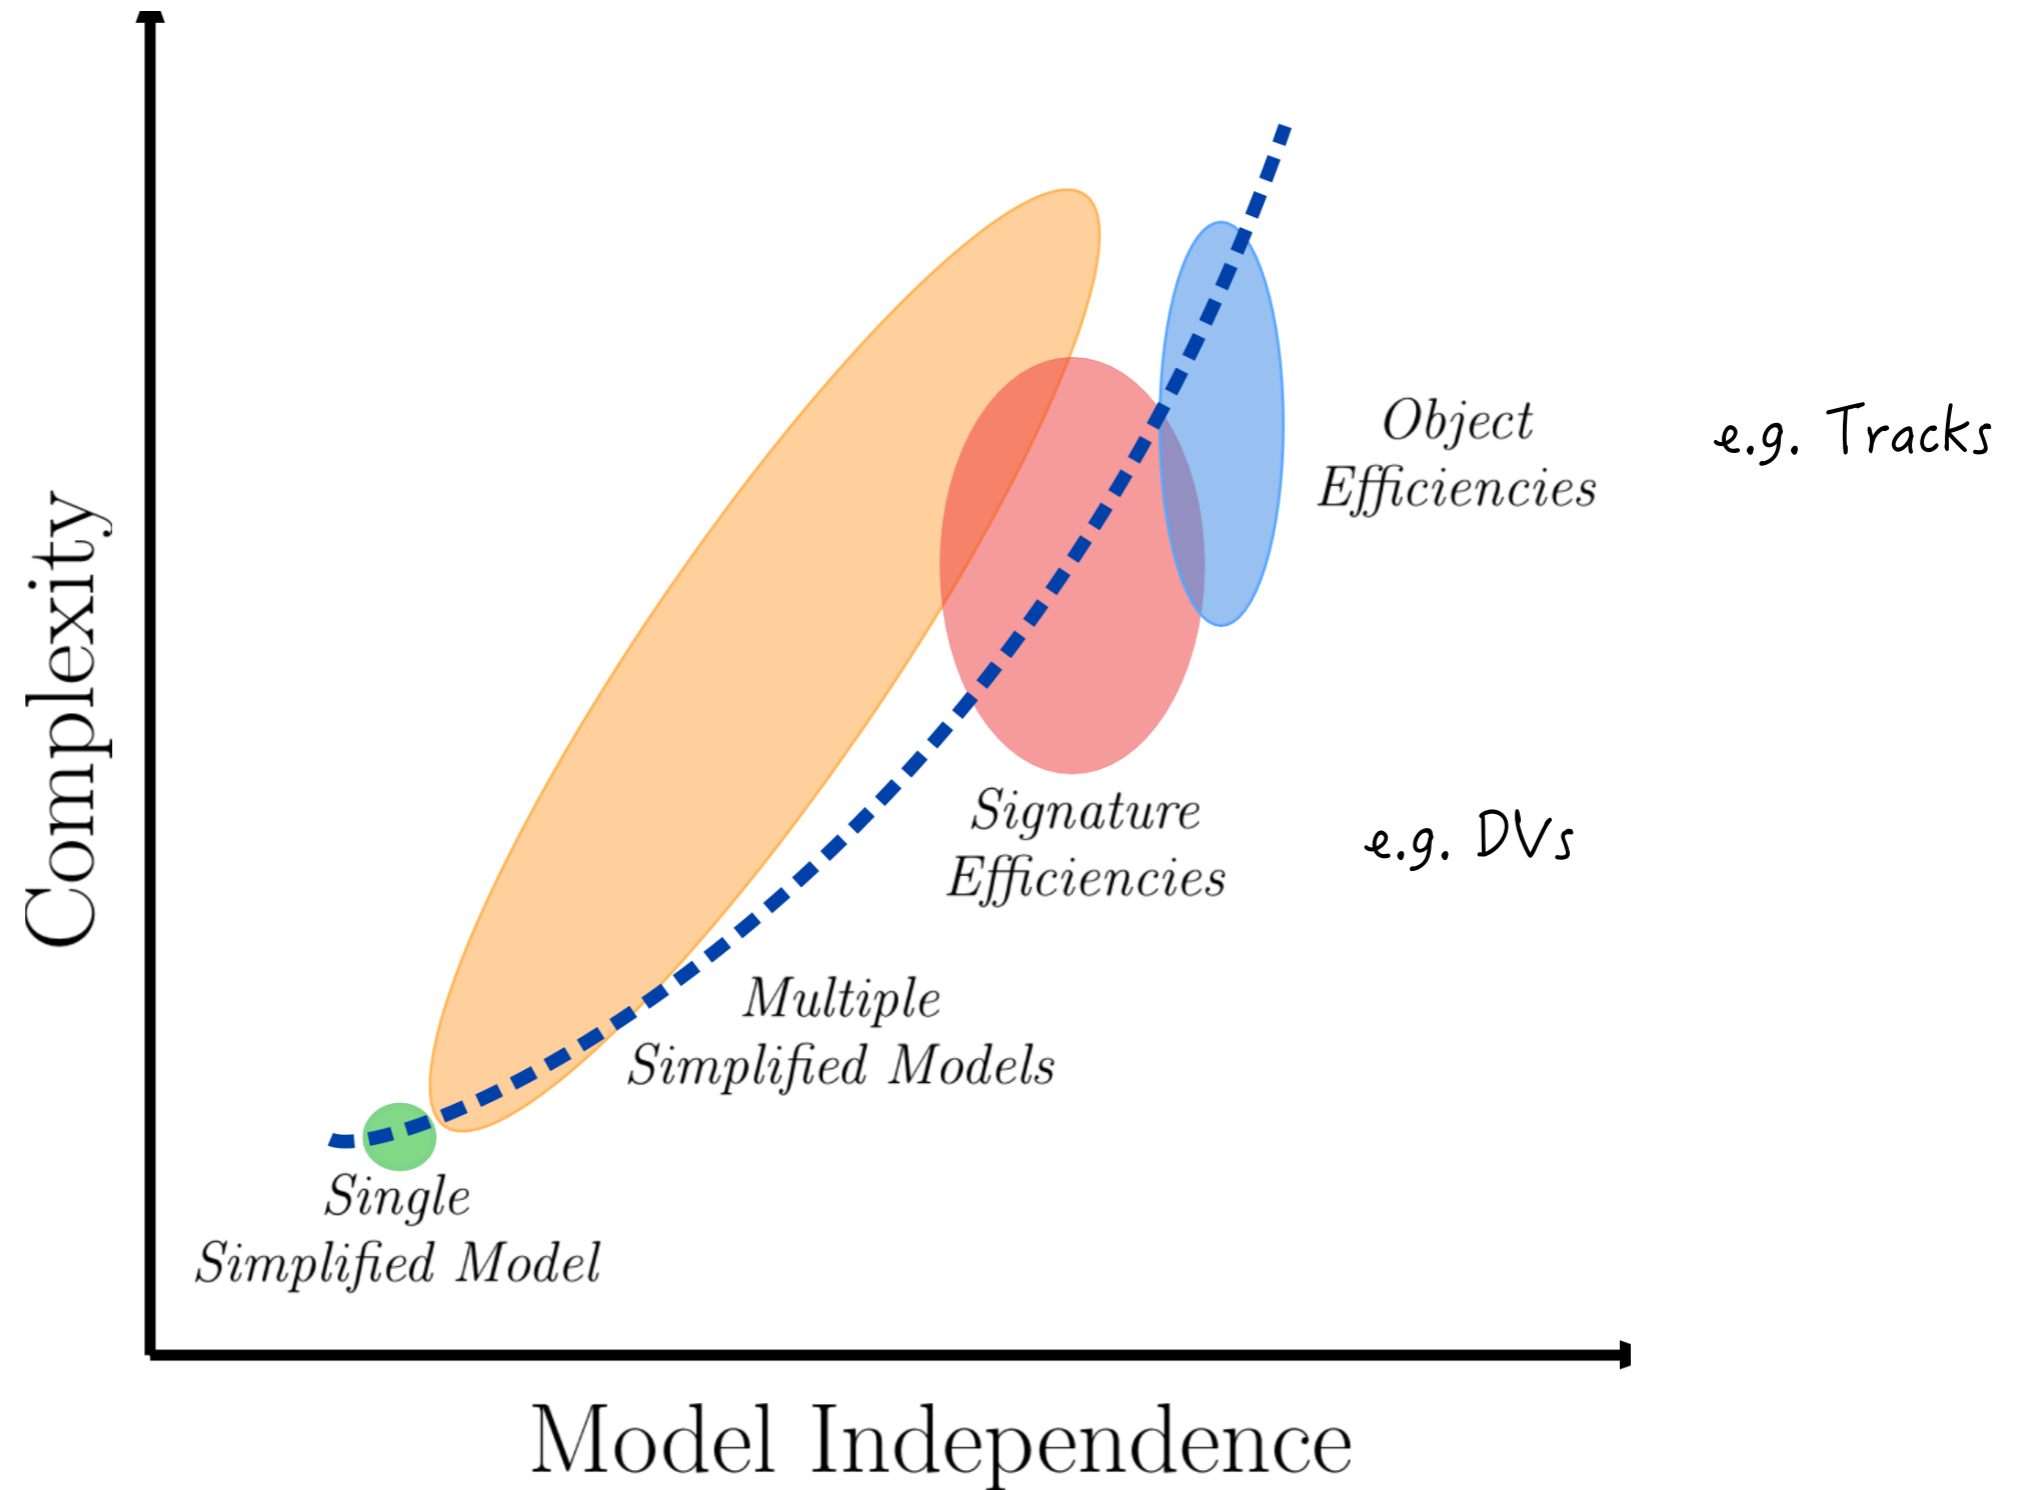 Complexity
Object
Efficiencies
e.g. Tracks
Signature
Efficiencies
e.g. DVs
Multiple
Simplified Models
Single
Simplified Model
Model Independence